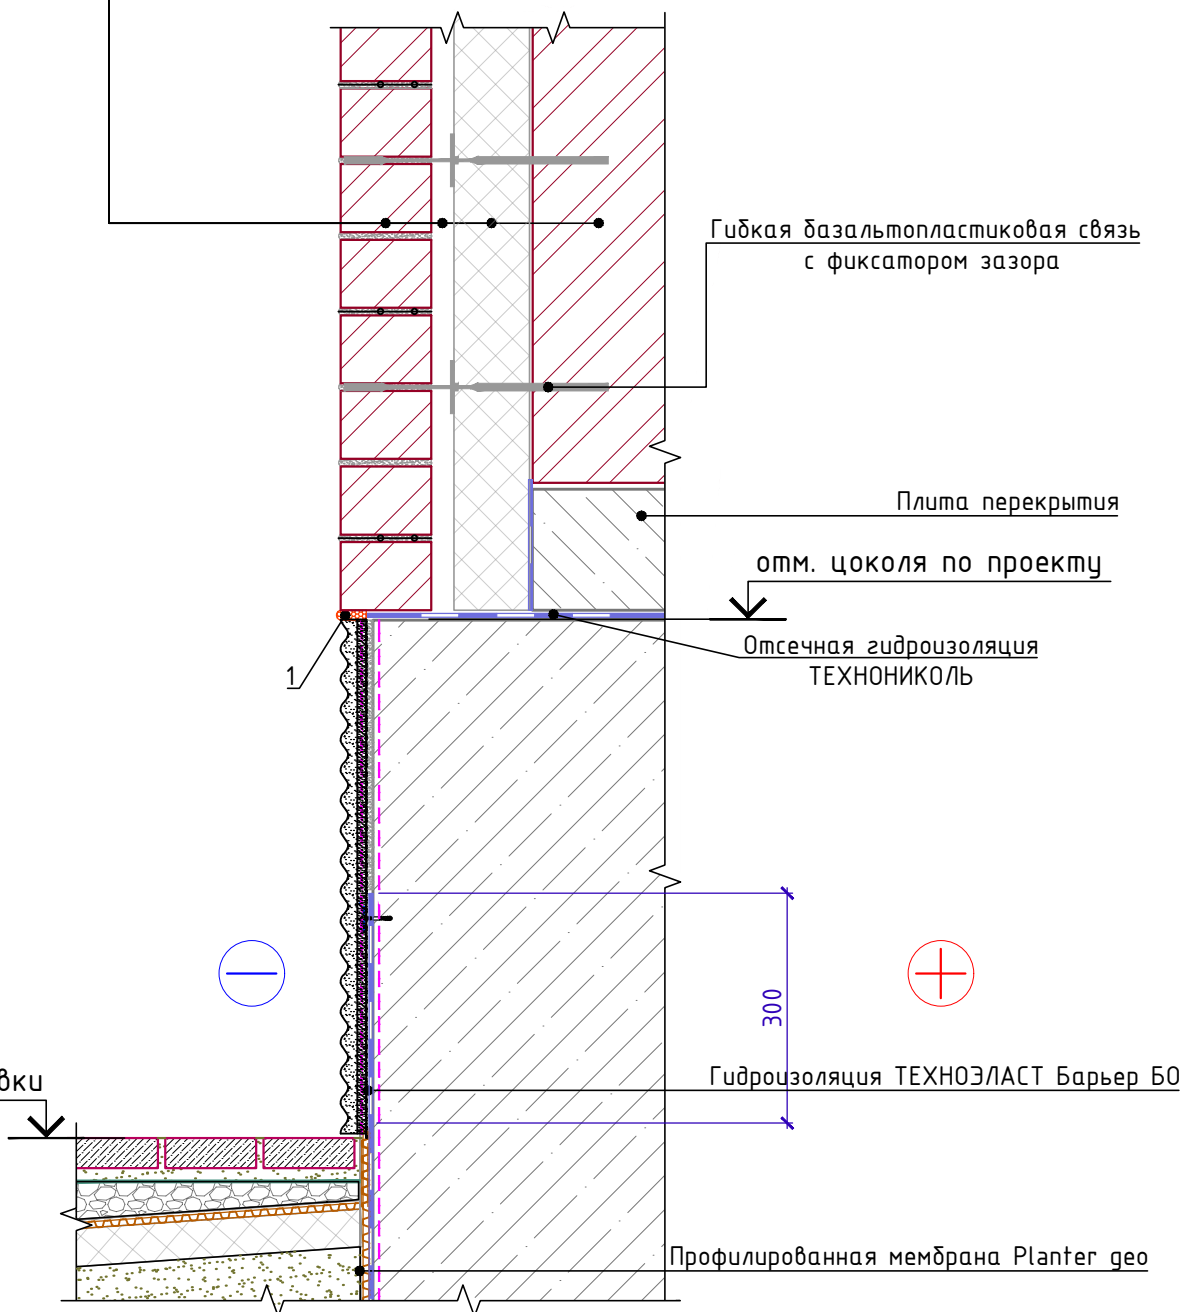 Гибкая базальтопластиковая связь
с фиксатором зазора
Плита перекрытия
отм. цоколя по проекту
Отсечная гидроизоляция
ТЕХНОНИКОЛЬ
1
300
Гидроизоляция ТЕХНОЭЛАСТ Барьер БО
Профилированная мембрана Planter geo